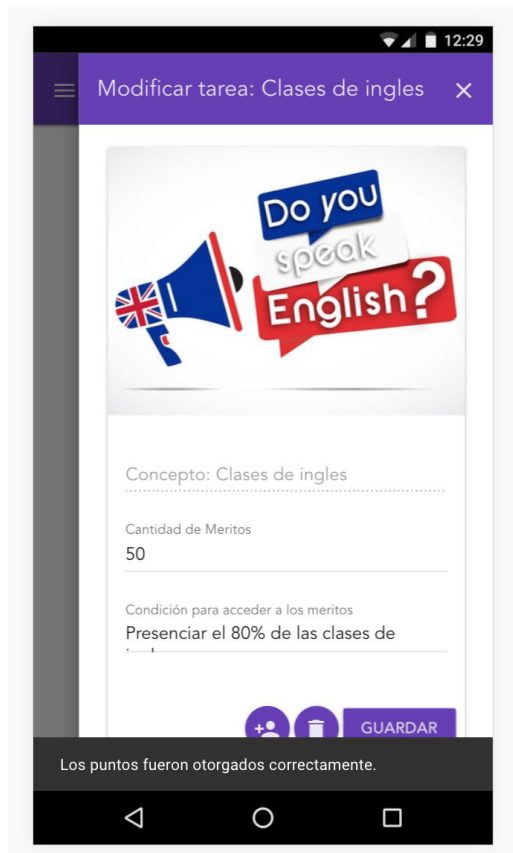 12:29
Modificar tarea: Clases de ingles
Do you
speak
English?
Concepto: Clases de ingles
Cantidad de Meritos
50
Condición para acceder a los meritos
Presenciar el 80% de las clases de
GUARDAR
Los puntos fueron otorgados correctamente.